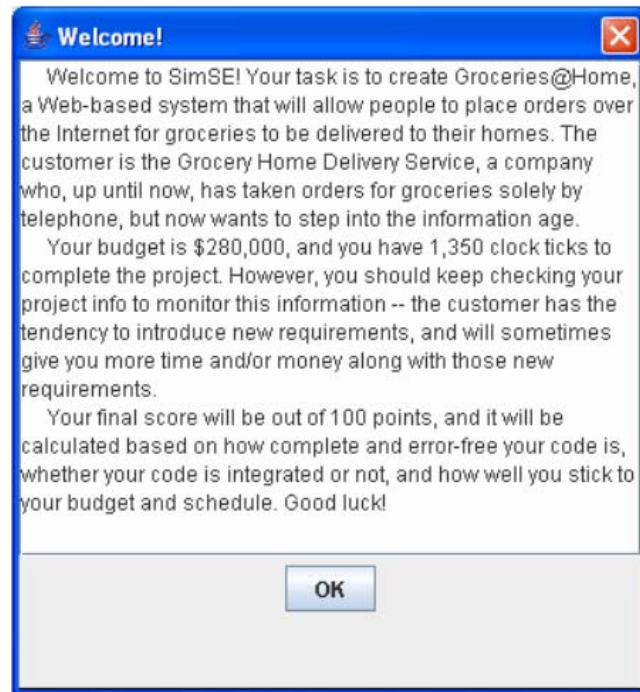 Welcome!
Welcome to SimSE! Your task is to create Groceries@Home,
a Web-based system that will allow people to place orders over
the Internet for groceries to be delivered to their homes. The
customer is the Grocery Home Delivery Service, a company
who, up until now, has taken orders for groceries solely by
telephone, but now wants to step into the information age.
Your budget is $280,000, and you have 1,350 clock ticks to
complete the project. However, you should keep checking your
project info to monitor this information -- the customer has the
tendency to introduce new requirements, and will sometimes
give you more time and/or money along with those new
requirements.
Your final score will be out of 100 points, and it will be
calculated based on how complete and error-free your code is,
whether your code is integrated or not, and how well you stick to
your budget and schedule. Good luck!
OK